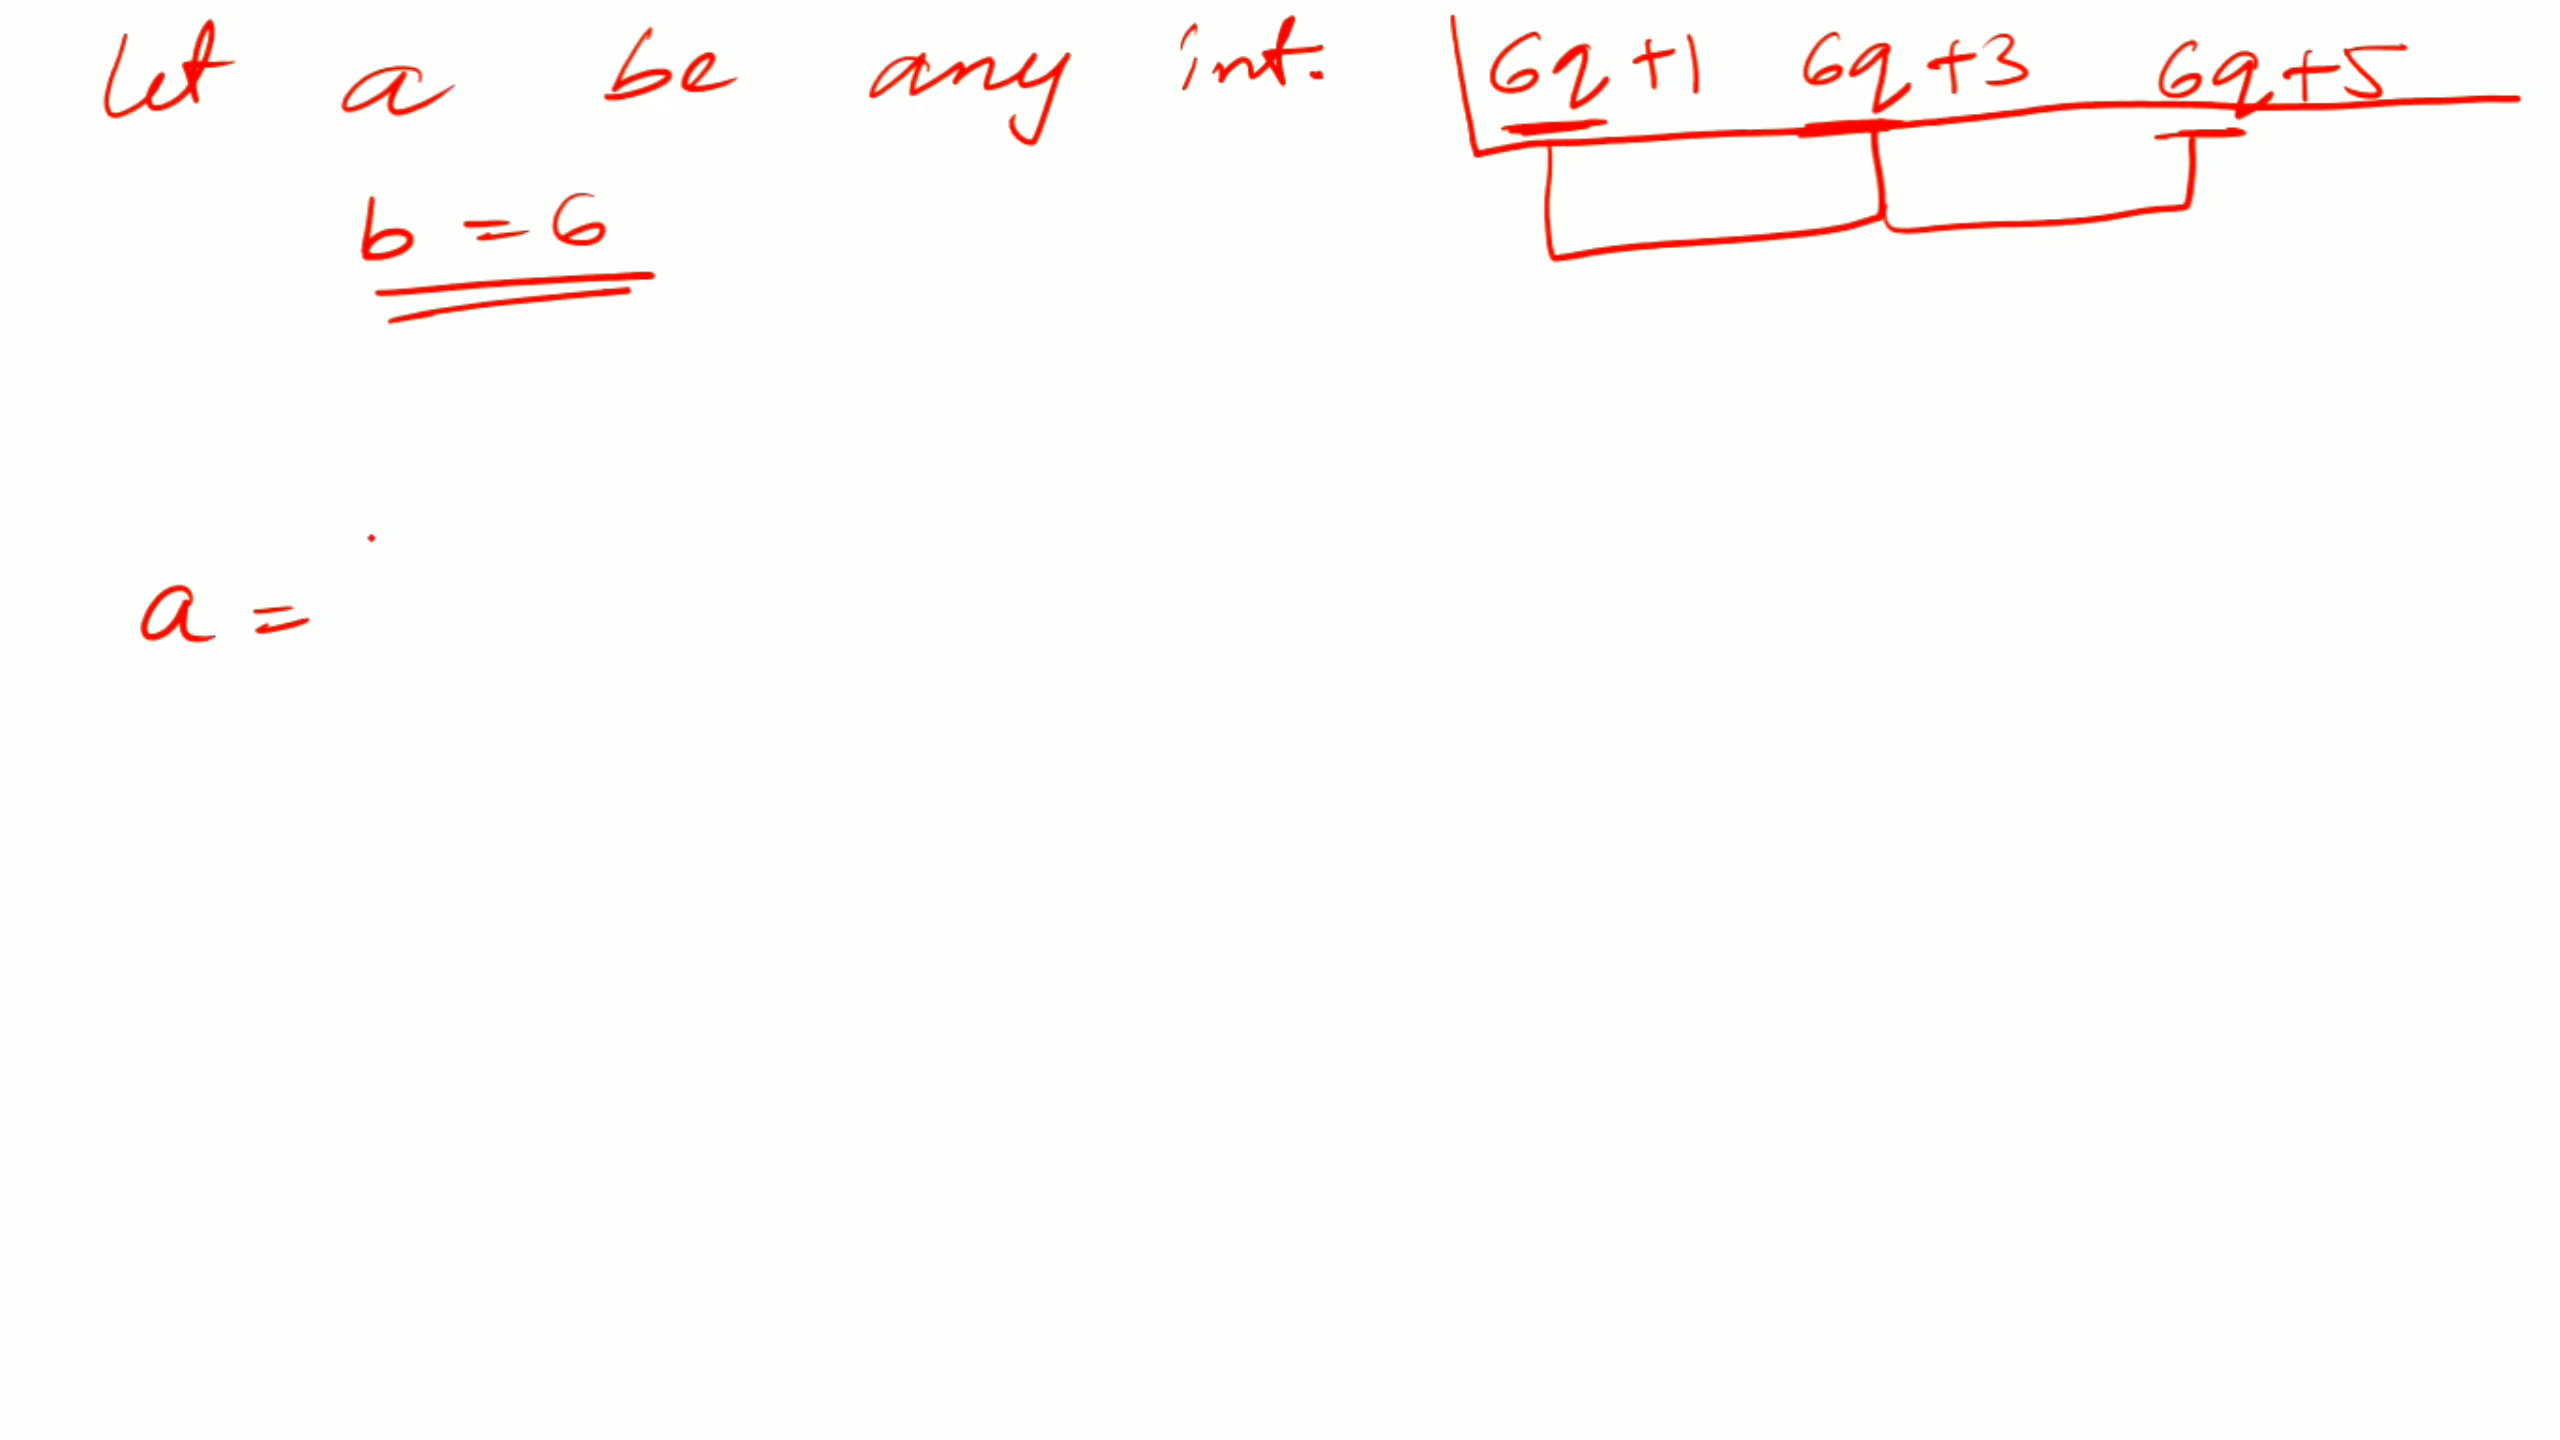 Let a be any int.
6q+1 6q+3 6q+5
b = 6
a =